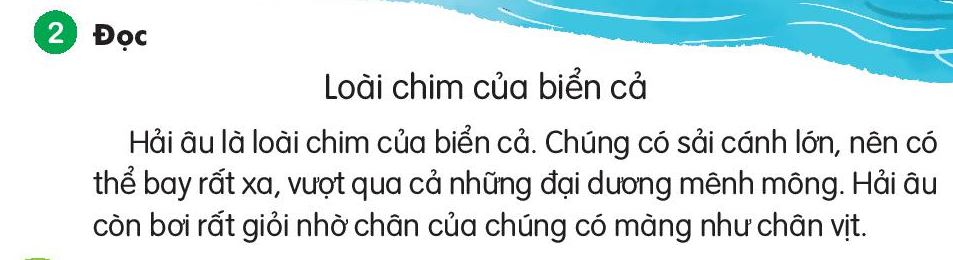 2 Đọc
Loài chim của biển cả
Hải âu là loài chim của biển cả. Chúng có sải cánh lớn, nên có
thể bay rất xa, vượt qua cả những đại dương mênh mông. Hải âu
còn bơi rất giỏi nhờ chân của chúng có màng như chân vịt.